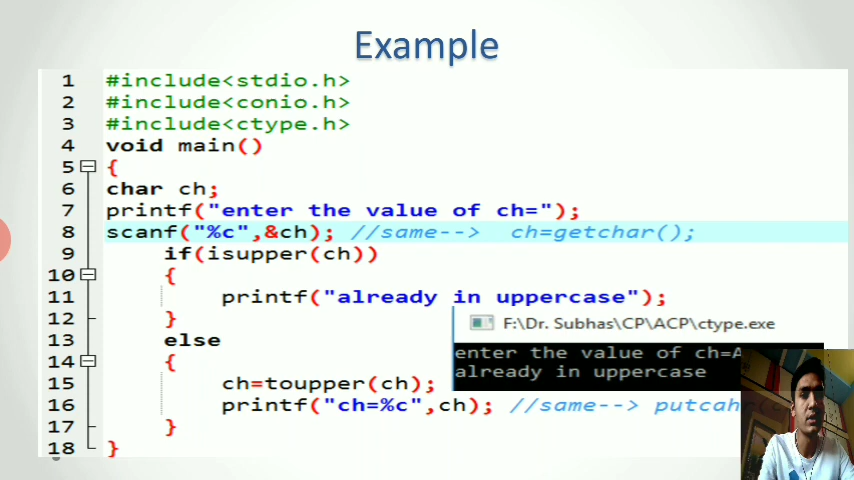 Example
1 #include<stdio.h>
2 #include<conio.h>
3 #include<ctype.h>
4 void main()
5 {
6 char ch;
7 printf("enter the value of ch=");
8 scanf("%c",&ch); //same--> ch=getchar();
9 if(isupper(ch))
10 {
11 printf("already in uppercase");
12 }
13 else
14 {
15 ch=toupper(ch);
16 printf("ch=%c",ch); //same--> putcahr(c
17 }
18 }
F:\Dr. Subhas\CP\ACP\ctype.exe
enter the value of ch=A
already in uppercase